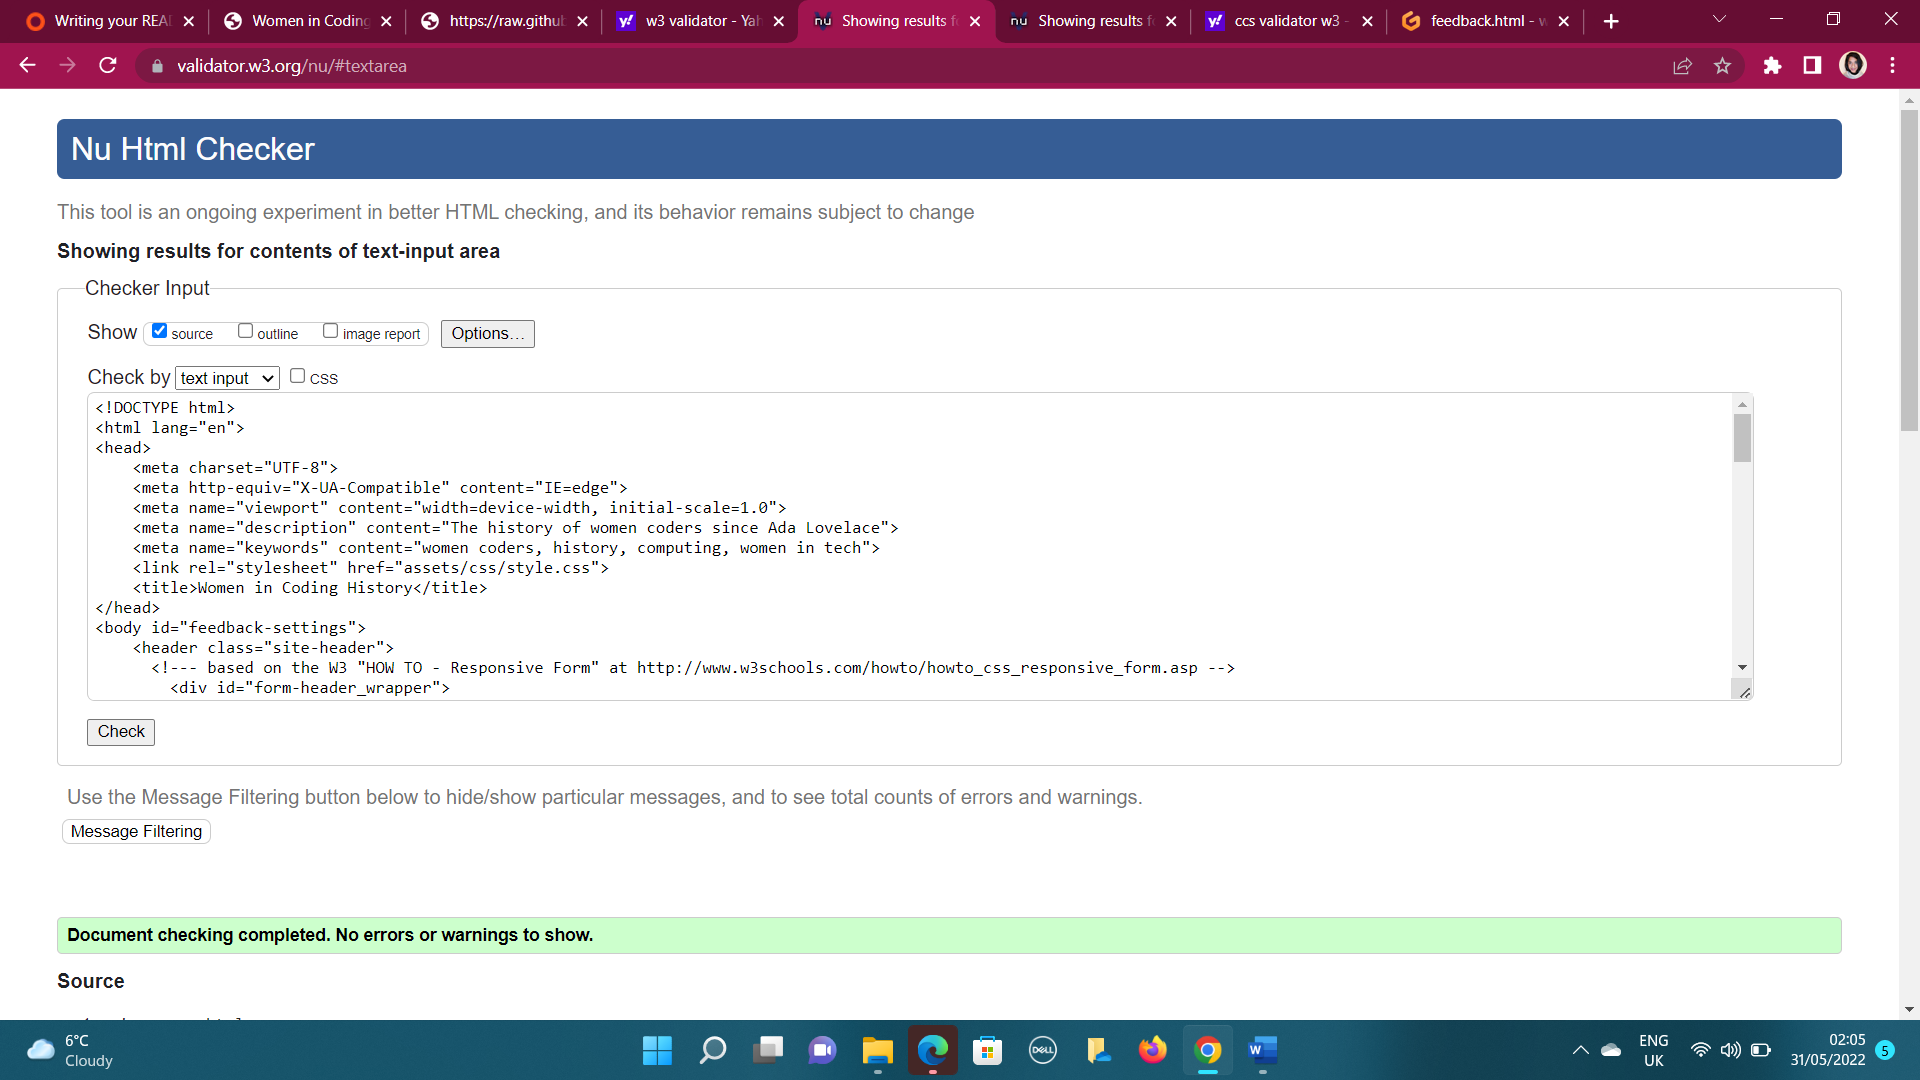 Writing your REA
Women in Coding
https://raw.githu
w3 validator - Yah
Showing results f
Showing results f
ccs validator w3 -
feedback.html - w
validator.w3.org/nu/#textarea
Nu Html Checker
This tool is an ongoing experiment in better HTML checking, and its behavior remains subject to change
Showing results for contents of text-input area
Checker Input
Show source outline image report Options...
Check by text input CSS
<!DOCTYPE html>
<html lang="en">
<head>
<meta charset="UTF-8">
<meta http-equiv="X-UA-Compatible" content="IE=edge">
<meta name="viewport" content="width=device-width, initial-scale=1.0">
<meta name="description" content="The history of women coders since Ada Lovelace">
<meta name="keywords" content="women coders, history, computing, women in tech">
<link rel="stylesheet" href="assets/css/style.css">
<title>Women in Coding History</title>
</head>
<body id="feedback-settings">
<header class="site-header">
<!--- based on the W3 "HOW TO - Responsive Form" at http://www.w3schools.com/howto/howto_css_responsive_form.asp -->
<div id="form-header_wrapper">
Check
Use the Message Filtering button below to hide/show particular messages, and to see total counts of errors and warnings.
Message Filtering
Document checking completed. No errors or warnings to show.
Source
6°C
Cloudy
DELL
W
ENG
UK
02:05
31/05/2022
5